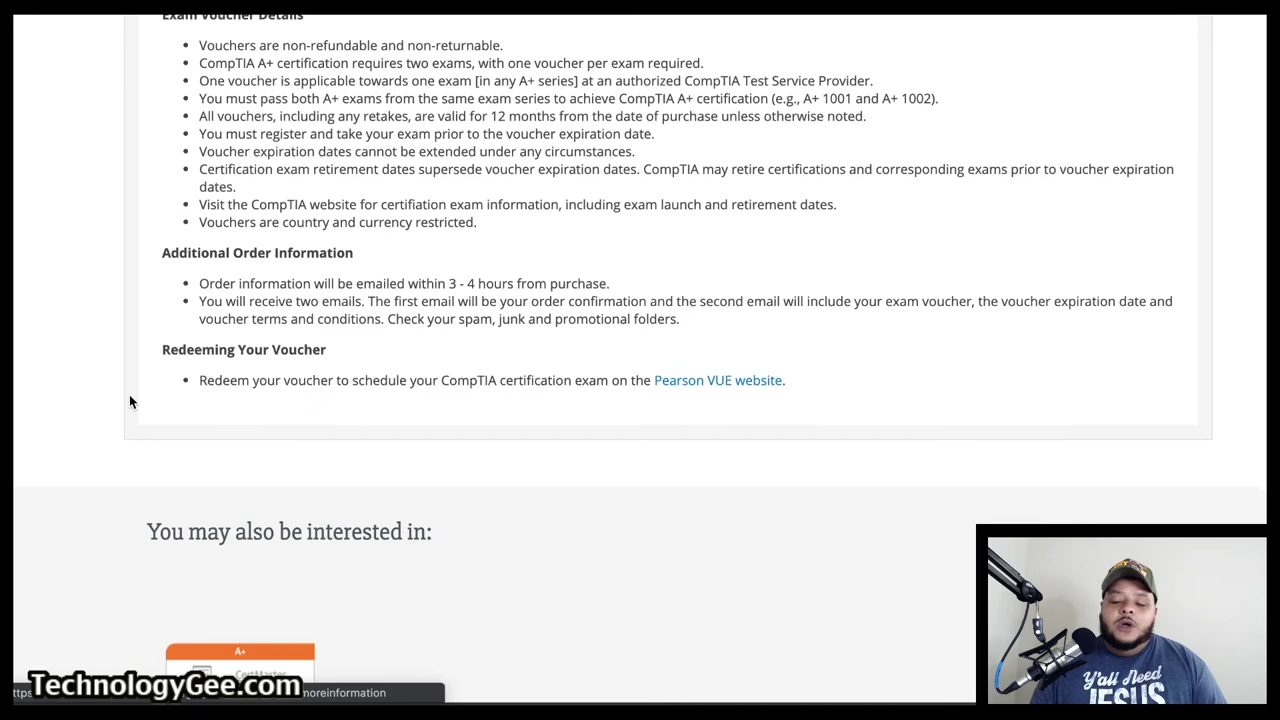 Exam Voucher Details
Vouchers are non-refundable and non-returnable.
CompTIA A+ certification requires two exams, with one voucher per exam required.
One voucher is applicable towards one exam [in any A+ series] at an authorized CompTIA Test Service Provider.
You must pass both A+ exams from the same exam series to achieve CompTIA A+ certification (e.g., A+ 1001 and A+ 1002).
All vouchers, including any retakes, are valid for 12 months from the date of purchase unless otherwise noted.
You must register and take your exam prior to the voucher expiration date.
Voucher expiration dates cannot be extended under any circumstances.
Certification exam retirement dates supersede voucher expiration dates. CompTIA may retire certifications and corresponding exams prior to voucher expiration
dates.
Visit the CompTIA website for certifiation exam information, including exam launch and retirement dates.
Vouchers are country and currency restricted.
Additional Order Information
Order information will be emailed within 3 - 4 hours from purchase.
You will receive two emails. The first email will be your order confirmation and the second email will include your exam voucher, the voucher expiration date and
voucher terms and conditions. Check your spam, junk and promotional folders.
Redeeming Your Voucher
Redeem your voucher to schedule your CompTIA certification exam on the Pearson VUE website.
You may also be interested in:
A+
CertMaster
TechnologyGee.com
moreinformation
Y'all Need
JESUS